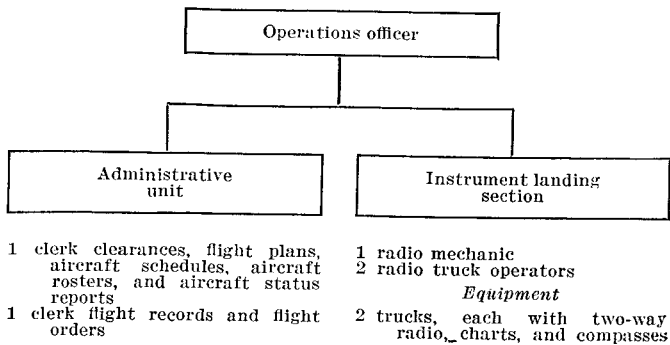 Operations officer
Administrative
unit
Instrument landing
section
1 clerk clearances, flight plans,
aircraft schedules, aircraft
rosters, and aircraft status
reports
1 clerk flight records and flight
orders
1 radio mechanic
2 radio truck operators
Equipment
2 trucks, each with two-way
radio, charts, and compasses